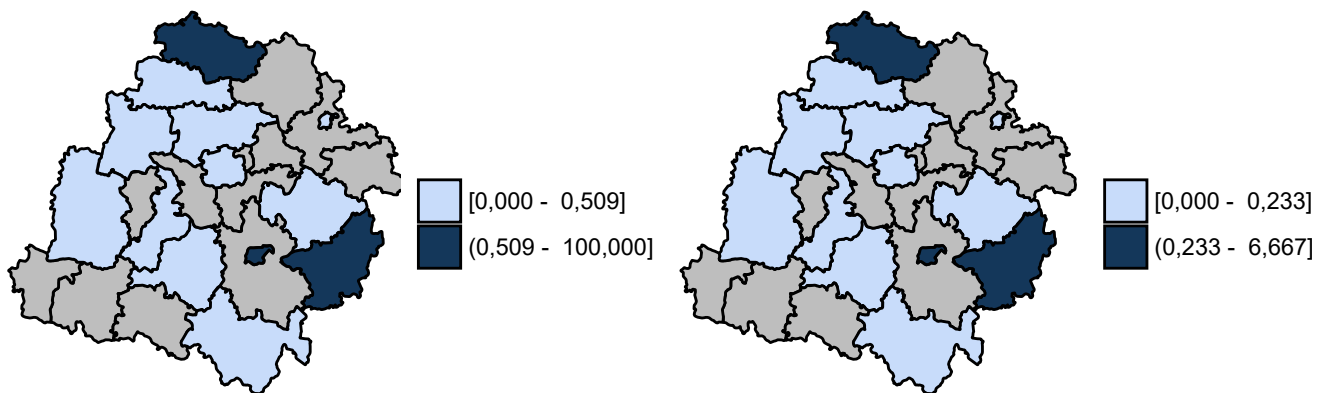 [0,000 -  0,509]
(0,509 -  100,000]
[0,000 -  0,233]
(0,233 -  6,667]